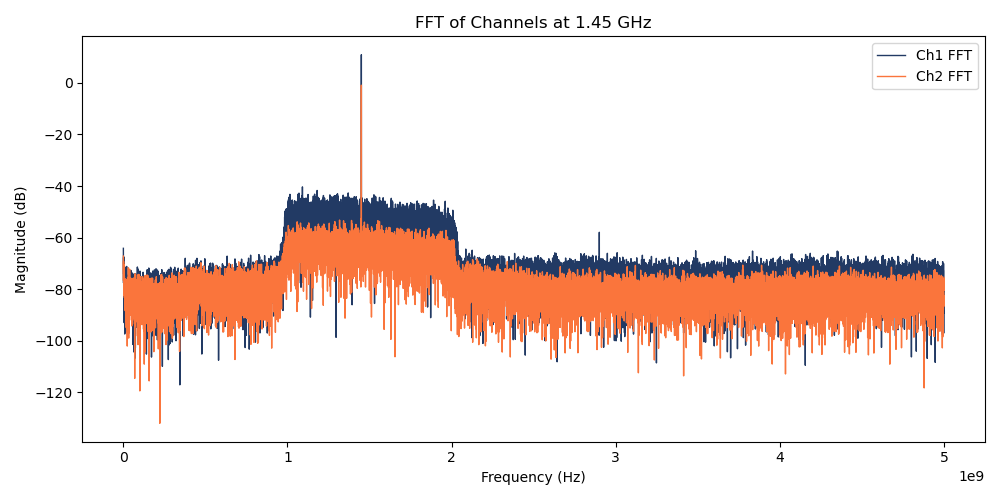 FFT of Channels at 1.45 GHz
Ch1 FFT
Ch2 FFT
Magnitude (dB)
0
−20
−40
−60
−80
−100
−120
0 1 2 3 4 5
1e9
Frequency (Hz)